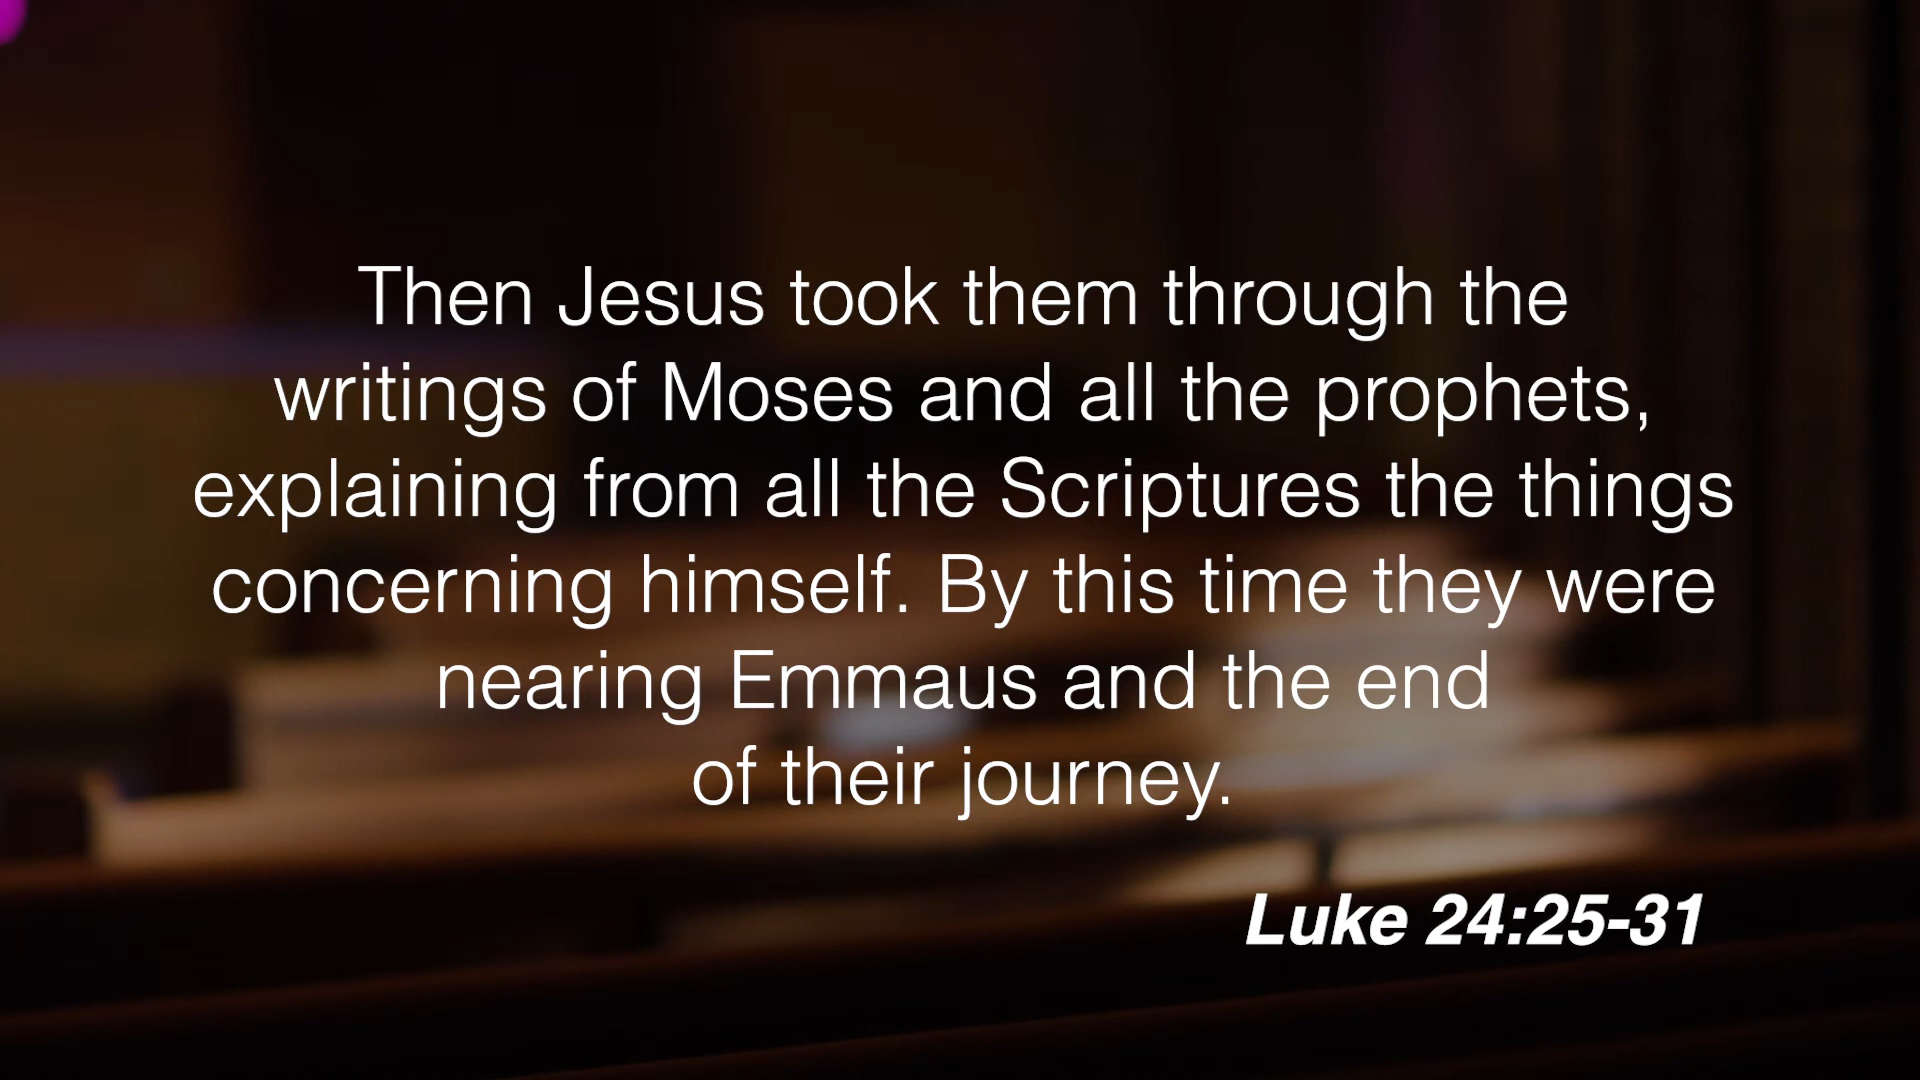 Then Jesus took them through the
writings of Moses and all the prophets,
explaining from all the Scriptures the things
concerning himself. By this time they were
nearing Emmaus and the end
of their journey.
Luke 24:25-31